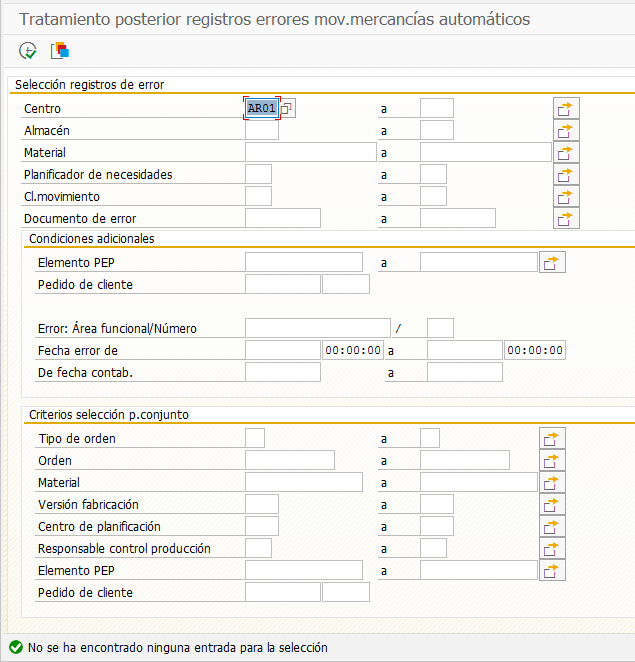 Tratamiento posterior registros errores mov.mercancías automáticos
Selección registros de error
Centro AR01 a
Almacén a
Material a
Planificador de necesidades a
Cl.movimiento a
Documento de error a
Condiciones adicionales
Elemento PEP a
Pedido de cliente
Error: Área funcional/Número /
Fecha error de 00:00:00 a 00:00:00
De fecha contab. a
Criterios selección p.conjunto
Tipo de orden a
Orden a
Material a
Versión fabricación a
Centro de planificación a
Responsable control producción a
Elemento PEP a
Pedido de cliente
No se ha encontrado ninguna entrada para la selección